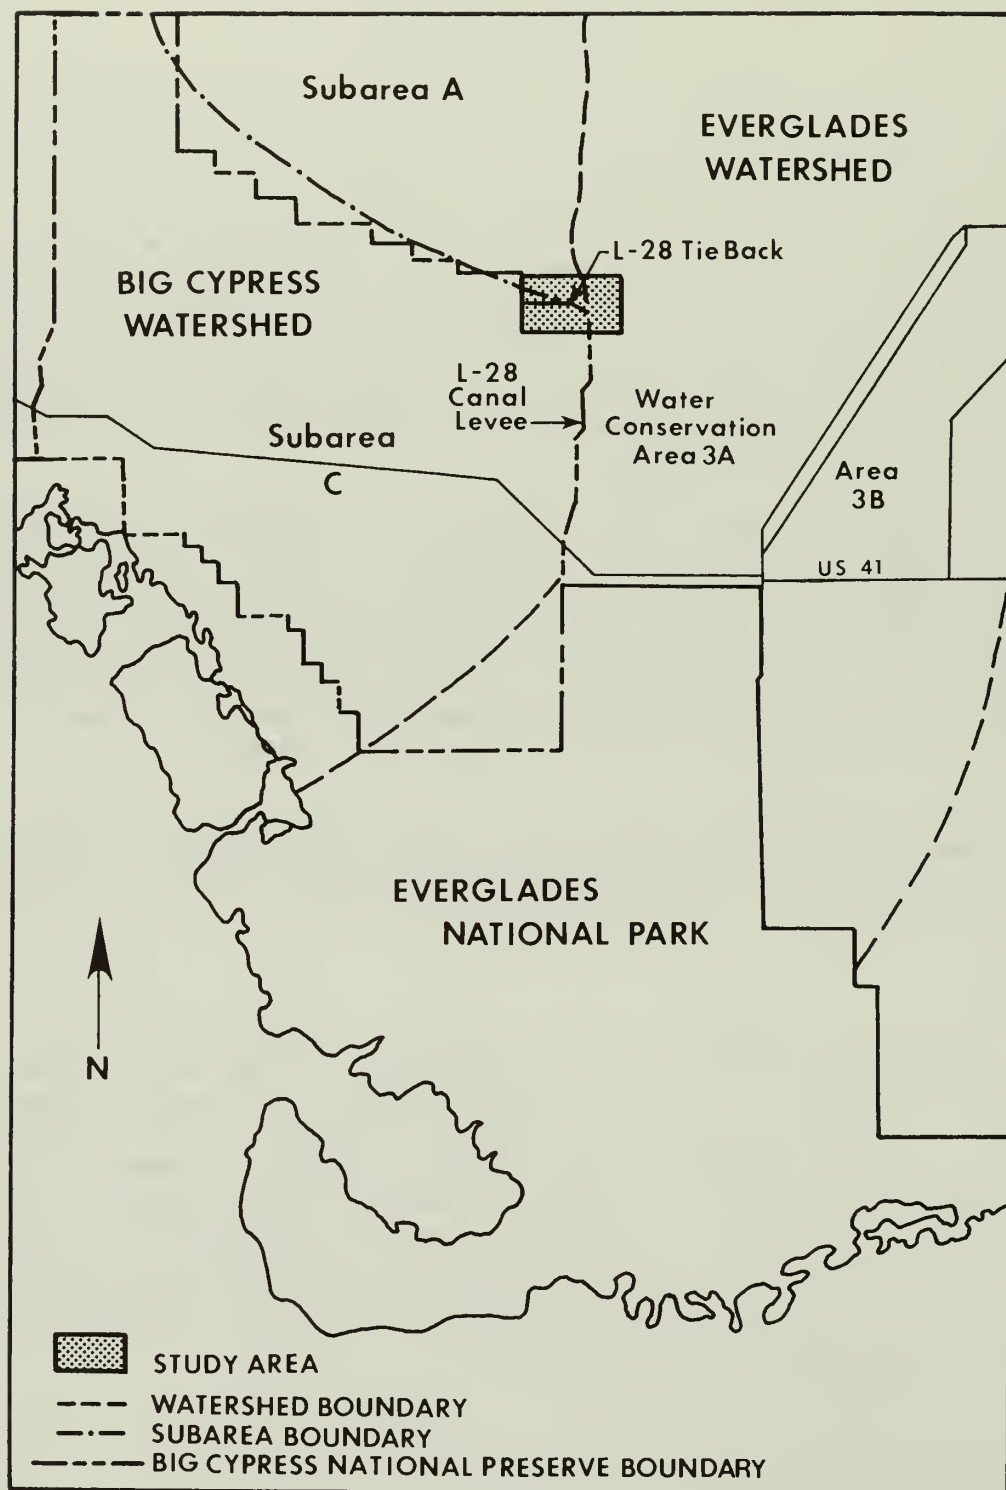 Subarea A
EVERGLADES
WATERSHED
L-28 Tie Back
BIG CYPRESS
WATERSHED
L-28
Canal
Levee
Water
Conservation
Area 3A
Subarea
C
Area
3B
US 41
EVERGLADES
NATIONAL PARK
N
STUDY AREA
WATERSHED BOUNDARY
SUBAREA BOUNDARY
BIG CYPRESS NATIONAL PRESERVE BOUNDARY